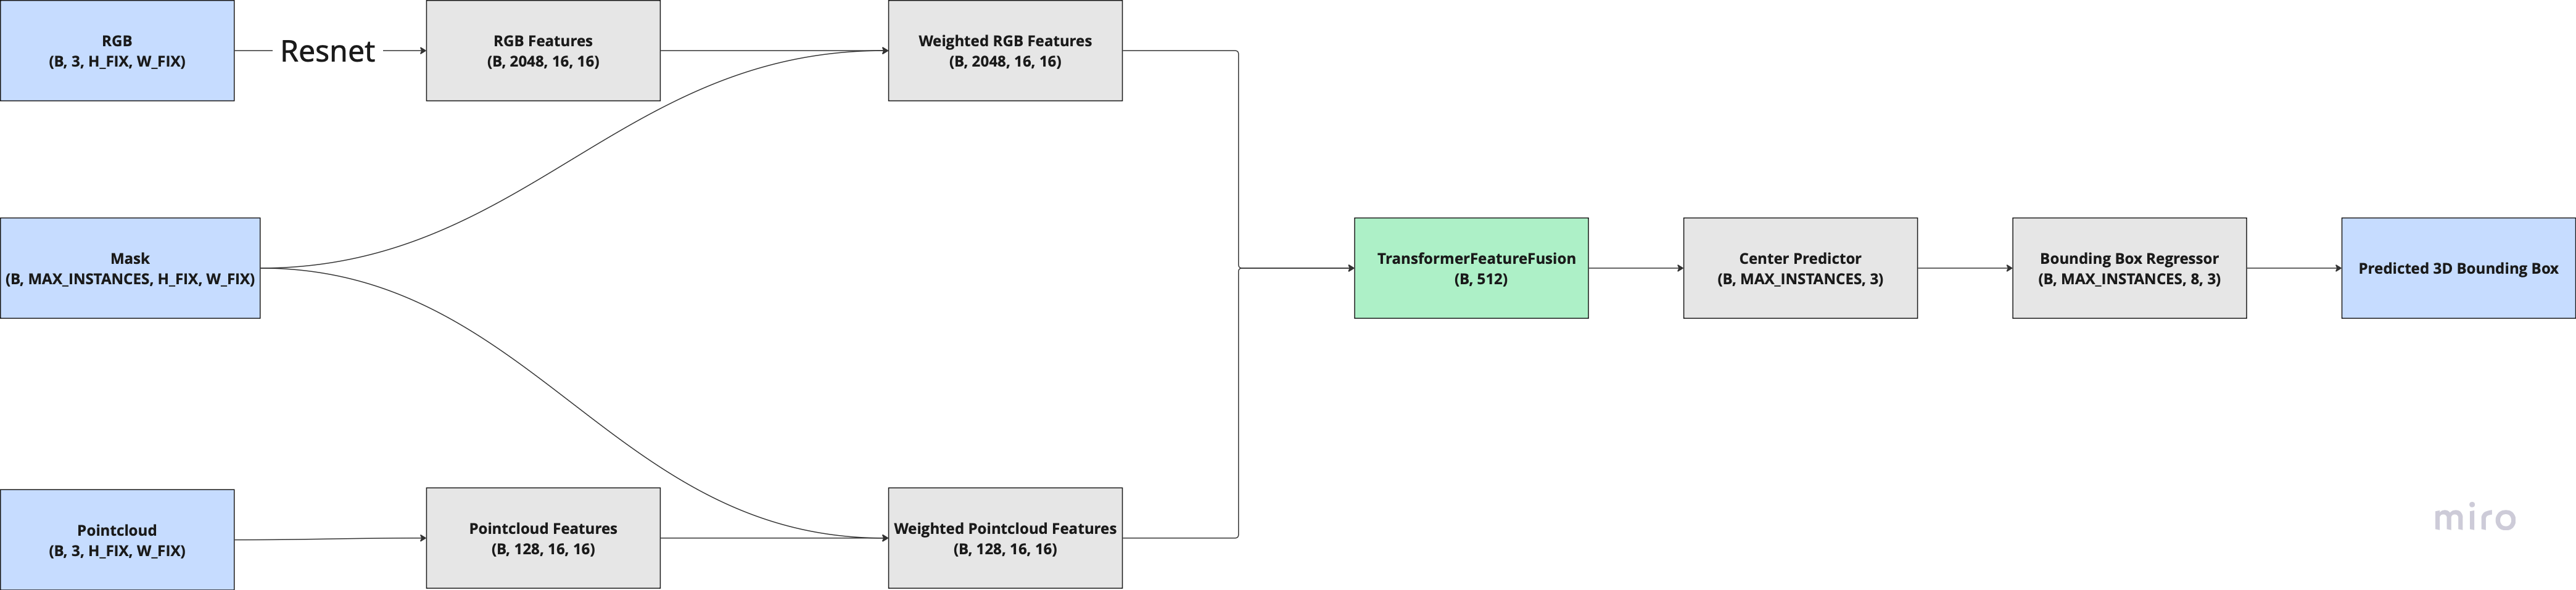 RGB
(B, 3, H_FIX, W_FIX)
Resnet
RGB Features
(B, 2048, 16, 16)
Weighted RGB Features
(B, 2048, 16, 16)
Mask
(B, MAX_INSTANCES, H_FIX, W_FIX)
TransformerFeatureFusion
(B, 512)
Center Predictor
(B, MAX_INSTANCES, 3)
Bounding Box Regressor
(B, MAX_INSTANCES, 8, 3)
Predicted 3D Bounding Box
Pointcloud
(B, 3, H_FIX, W_FIX)
Pointcloud Features
(B, 128, 16, 16)
Weighted Pointcloud Features
(B, 128, 16, 16)
miro